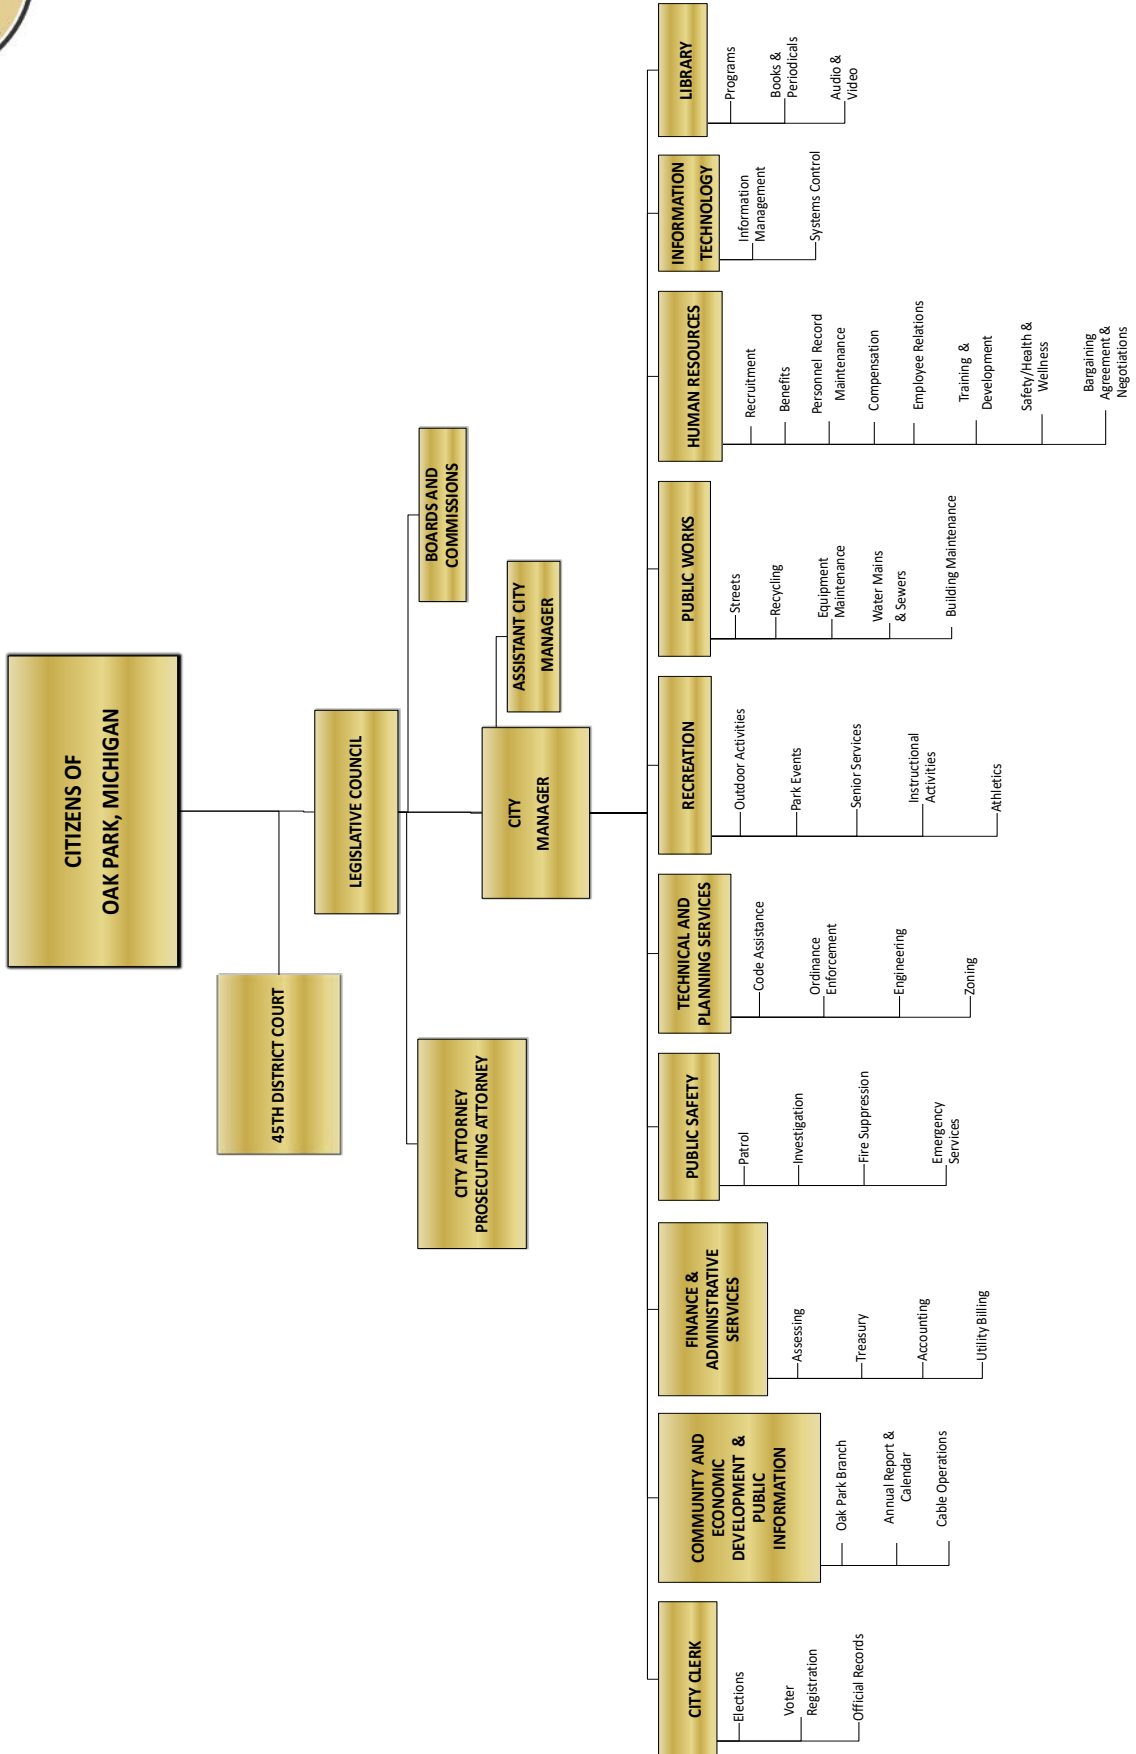 CITIZENS OF
OAK PARK, MICHIGAN
45TH DISTRICT COURT
LEGISLATIVE COUNCIL
CITY ATTORNEY
PROSECUTING ATTORNEY
BOARDS AND
COMMISSIONS
CITY
MANAGER
ASSISTANT CITY
MANAGER
CITY CLERK
Elections
Voter
Registration
Official Records
COMMUNITY AND
ECONOMIC
DEVELOPMENT &
PUBLIC
INFORMATION
Oak Park Branch
Annual Report &
Calendar
Cable Operations
FINANCE &
ADMINISTRATIVE
SERVICES
Assessing
Treasury
Accounting
Utility Billing
PUBLIC SAFETY
Patrol
Investigation
Fire Suppression
Emergency
Services
TECHNICAL AND
PLANNING SERVICES
Code Assistance
Ordinance
Enforcement
Engineering
Zoning
RECREATION
Outdoor Activities
Park Events
Senior Services
Instructional
Activities
Athletics
PUBLIC WORKS
Streets
Recycling
Equipment
Maintenance
Water Mains
& Sewers
Building Maintenance
HUMAN RESOURCES
Recruitment
Benefits
Personnel Record
Maintenance
Compensation
Employee Relations
Training &
Development
Safety/Health &
Wellness
Bargaining
Agreement &
Negotiations
INFORMATION
TECHNOLOGY
Information
Management
Systems Control
LIBRARY
Programs
Books &
Periodicals
Audio &
Video